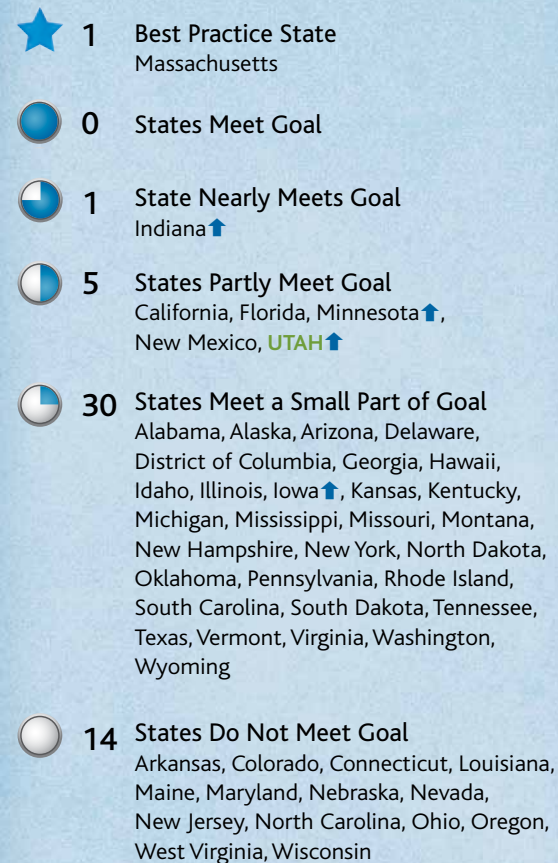 1 Best Practice State
Massachusetts
0 States Meet Goal
1 State Nearly Meets Goal
Indiana⬆
5 States Partly Meet Goal
California, Florida, Minnesota⬆,
New Mexico, UTAH⬆
30 States Meet a Small Part of Goal
Alabama, Alaska, Arizona, Delaware,
District of Columbia, Georgia, Hawaii,
Idaho, Illinois, Iowa⬆, Kansas, Kentucky,
Michigan, Mississippi, Missouri, Montana,
New Hampshire, New York, North Dakota,
Oklahoma, Pennsylvania, Rhode Island,
South Carolina, South Dakota, Tennessee,
Texas, Vermont, Virginia, Washington,
Wyoming
14 States Do Not Meet Goal
Arkansas, Colorado, Connecticut, Louisiana,
Maine, Maryland, Nebraska, Nevada,
New Jersey, North Carolina, Ohio, Oregon,
West Virginia, Wisconsin